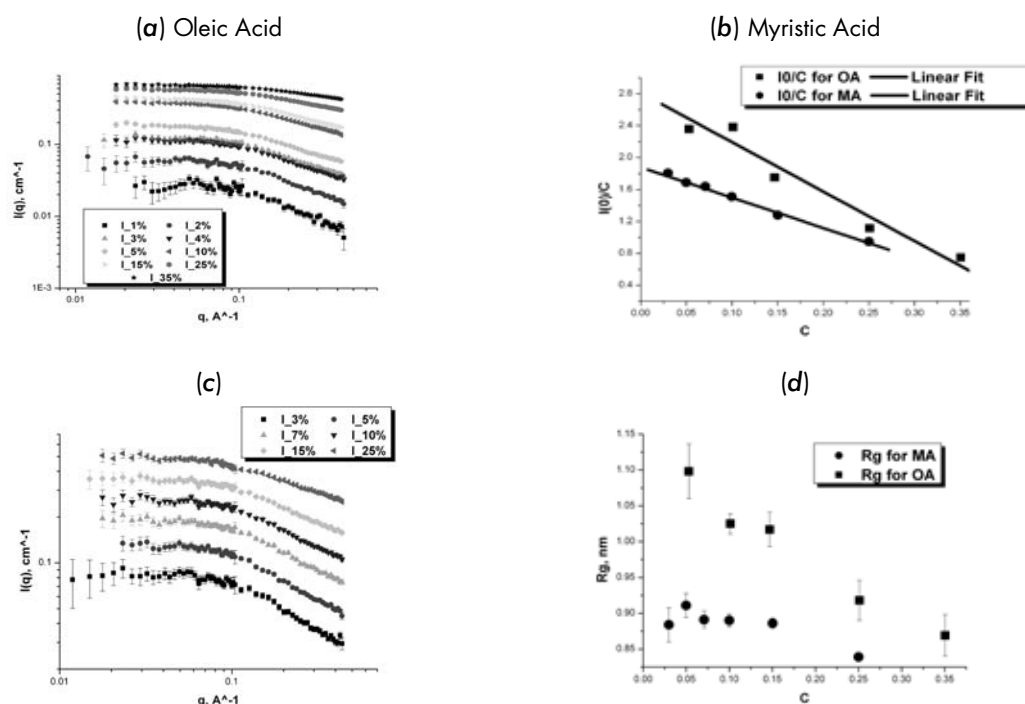 (a) Oleic Acid
I(q), cm^-1
0.1
0.01
1E-3
I_1% I_2%
I_3% I_4%
I_5% I_10%
I_15% I_25%
I_35%
0.01 0.1
q, A^-1
(b) Myristic Acid
I0/C for OA Linear Fit
I0/C for MA Linear Fit
I(0)/C
2.8
2.4
2.0
1.6
1.2
0.8
0.4
0.00 0.05 0.10 0.15 0.20 0.25 0.30 0.35
C
(c)
I_3% I_5%
I_7% I_10%
I_15% I_25%
I(q), cm^-1
0.1
0.01 0.1
q, A^-1
(d)
Rg for MA
Rg for OA
Rg, nm
1.15
1.10
1.05
1.00
0.95
0.90
0.85
0.00 0.05 0.10 0.15 0.20 0.25 0.30 0.35
C